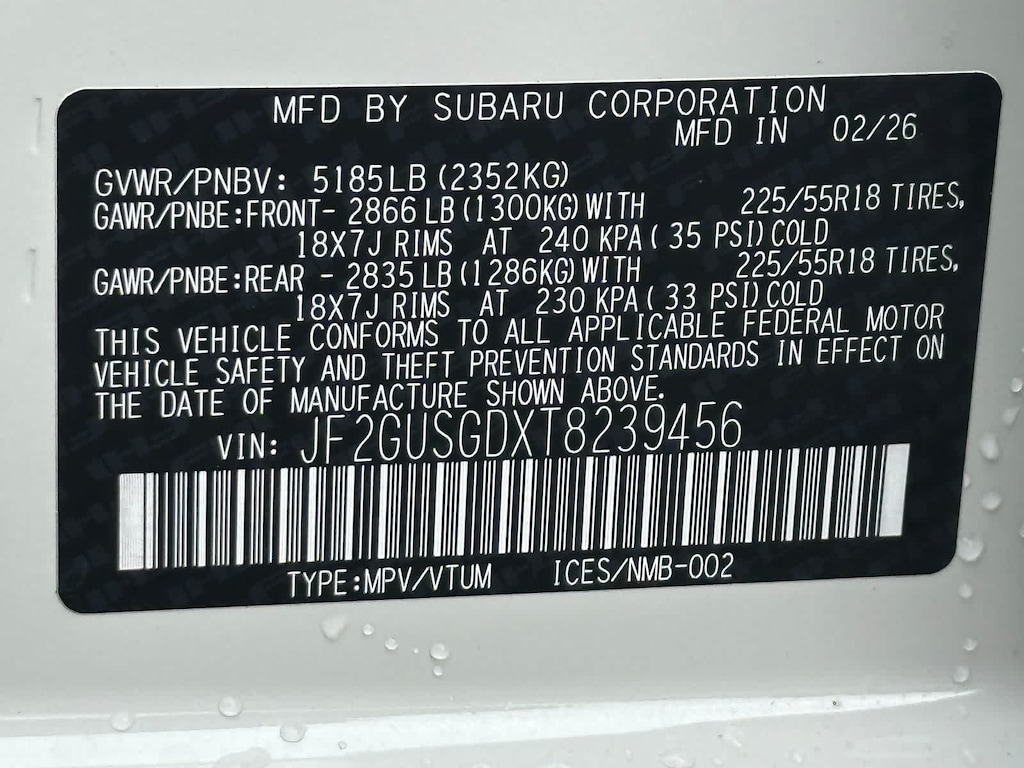 MFD BY SUBARU CORPORATION
MFD IN 02/26
GVWR/PNBV: 5185LB (2352KG)
GAWR/PNBE:FRONT- 2866 LB (1300KG) WITH 225/55R18 TIRES,
18X7J RIMS AT 240 KPA ( 35 PSI) COLD
GAWR/PNBE:REAR - 2835 LB (1286KG) WITH 225/55R18 TIRES,
18X7J RIMS AT 230 KPA ( 33 PSI) COLD
THIS VEHICLE CONFORMS TO ALL APPLICABLE FEDERAL MOTOR
VEHICLE SAFETY AND THEFT PREVENTION STANDARDS IN EFFECT ON
THE DATE OF MANUFACTURE SHOWN ABOVE.
VIN: JF2GUSGDXT8239456
TYPE:MPV/VTUM ICES/NMB-002